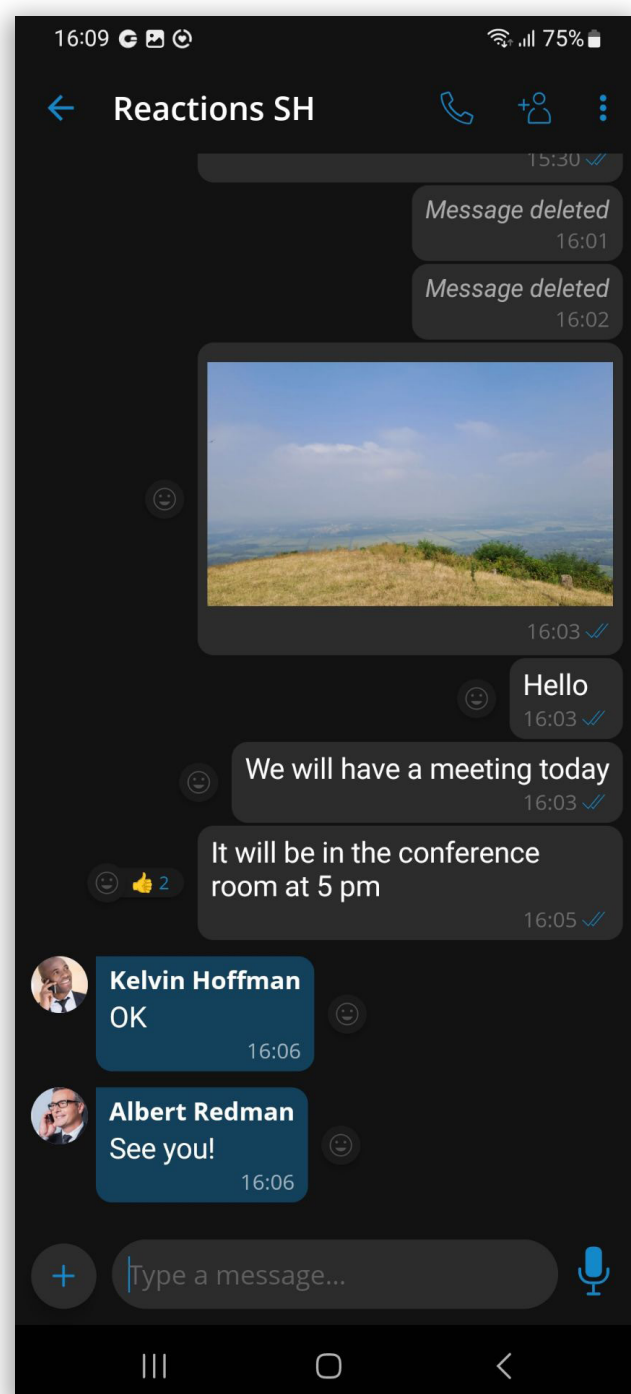 16:09 75%
Reactions SH
15:30
Message deleted
16:01
Message deleted
16:02
16:03
Hello
16:03
We will have a meeting today
16:03
It will be in the conference
room at 5 pm
16:05
👍 2
Kelvin Hoffman
OK
16:06
Albert Redman
See you!
16:06
Type a message...